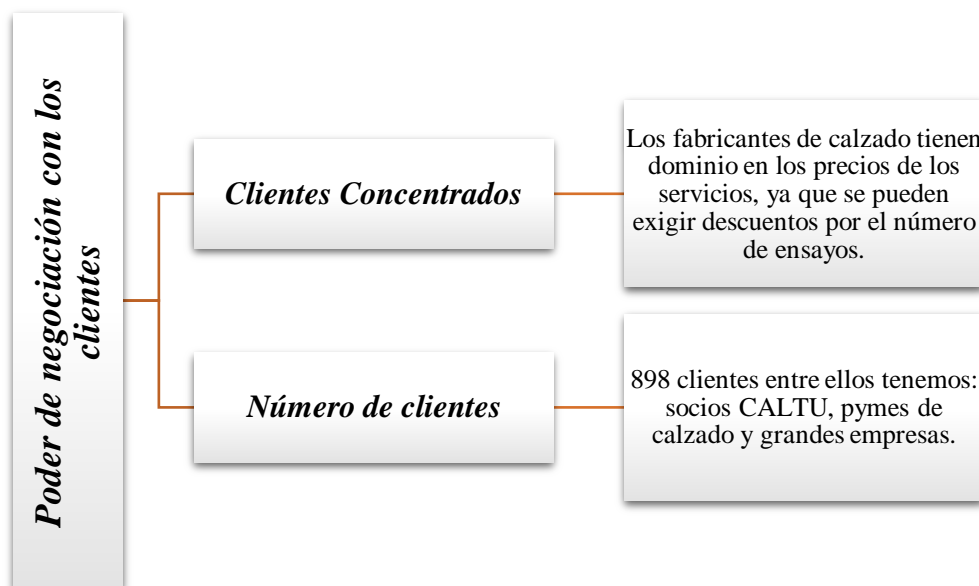 Poder de negociación con los
clientes
Clientes Concentrados
Los fabricantes de calzado tienen
dominio en los precios de los
servicios, ya que se pueden
exigir descuentos por el número
de ensayos.
Número de clientes
898 clientes entre ellos tenemos:
socios CALTU, pymes de
calzado y grandes empresas.